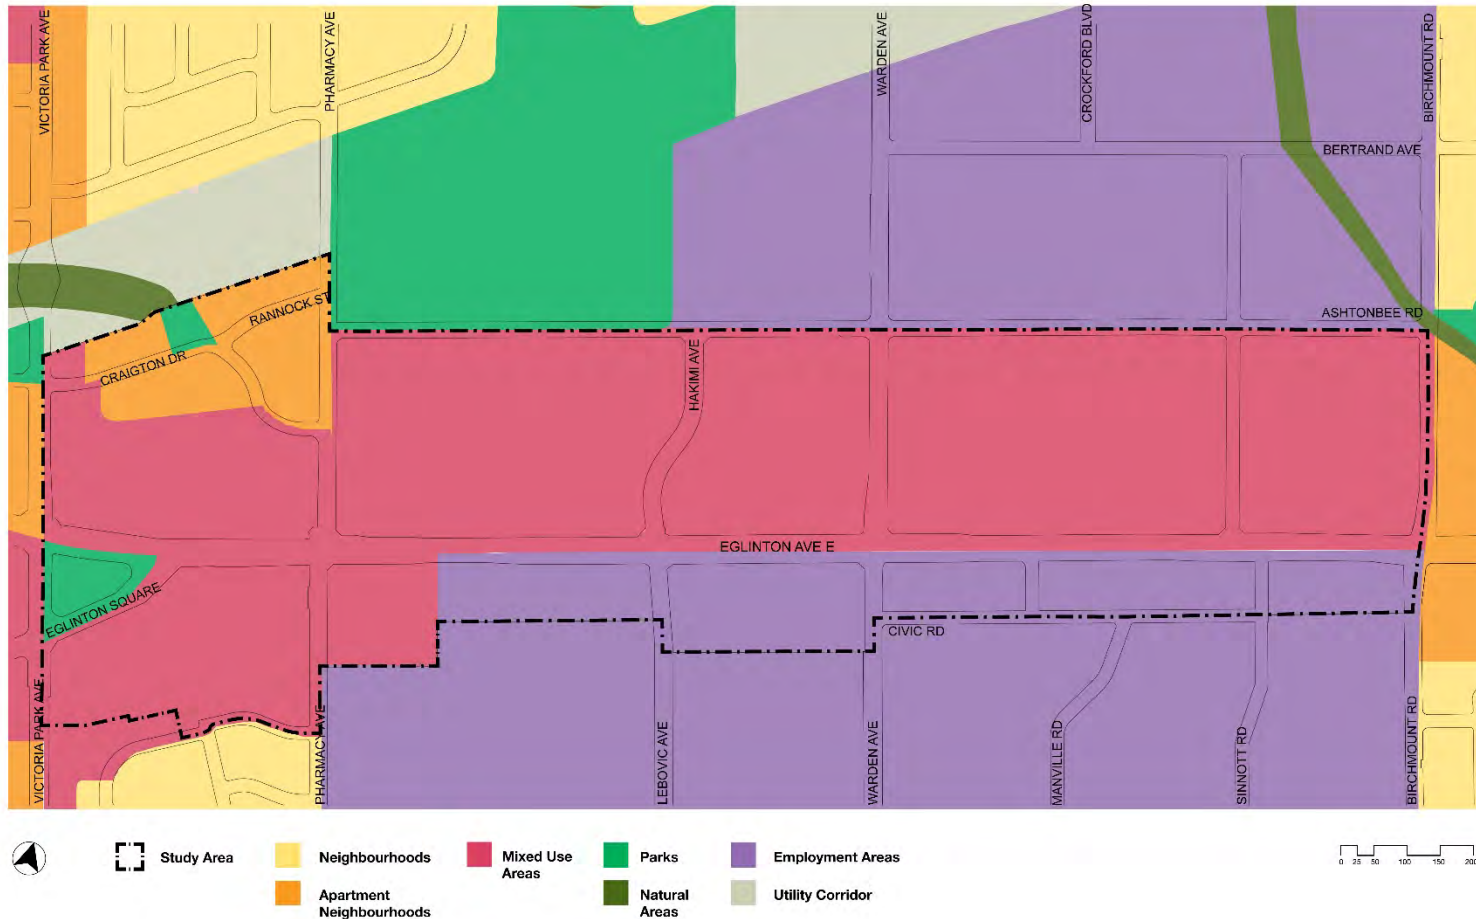 VICTORIA PARK AVE
PHARMACY AVE
WARDEN AVE
CROCKFORD BLVD
BIRCHMOUNT RD
BERTRAND AVE
RANNOCK ST
ASHTONBEE RD
CRAIGTON DR
HAKIMI AVE
EGLINTON AVE E
EGLINTON SQUARE
CIVIC RD
VICTORIA PARK AVE
PHARMACY AVE
LEBOVIC AVE
WARDEN AVE
MANVILLE RD
SINNOTT RD
BIRCHMOUNT RD
Study Area
Neighbourhoods
Apartment
Neighbourhoods
Mixed Use
Areas
Parks
Natural
Areas
Employment Areas
Utility Corridor
0 25 50 100 150 200